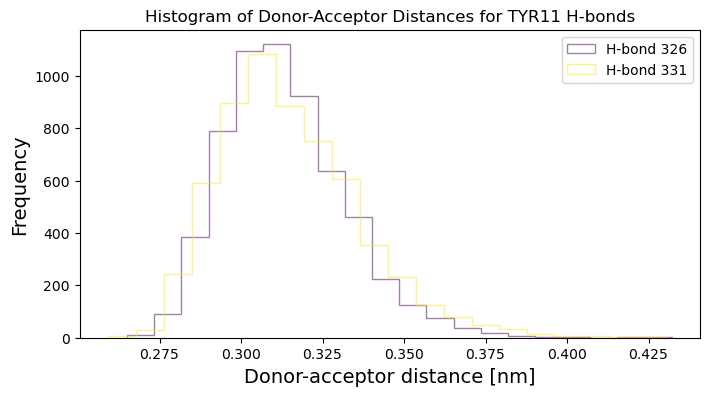 Histogram of Donor-Acceptor Distances for TYR11 H-bonds
H-bond 326
H-bond 331
1000
800
600
400
200
0
Frequency
0.275 0.300 0.325 0.350 0.375 0.400 0.425
Donor-acceptor distance [nm]